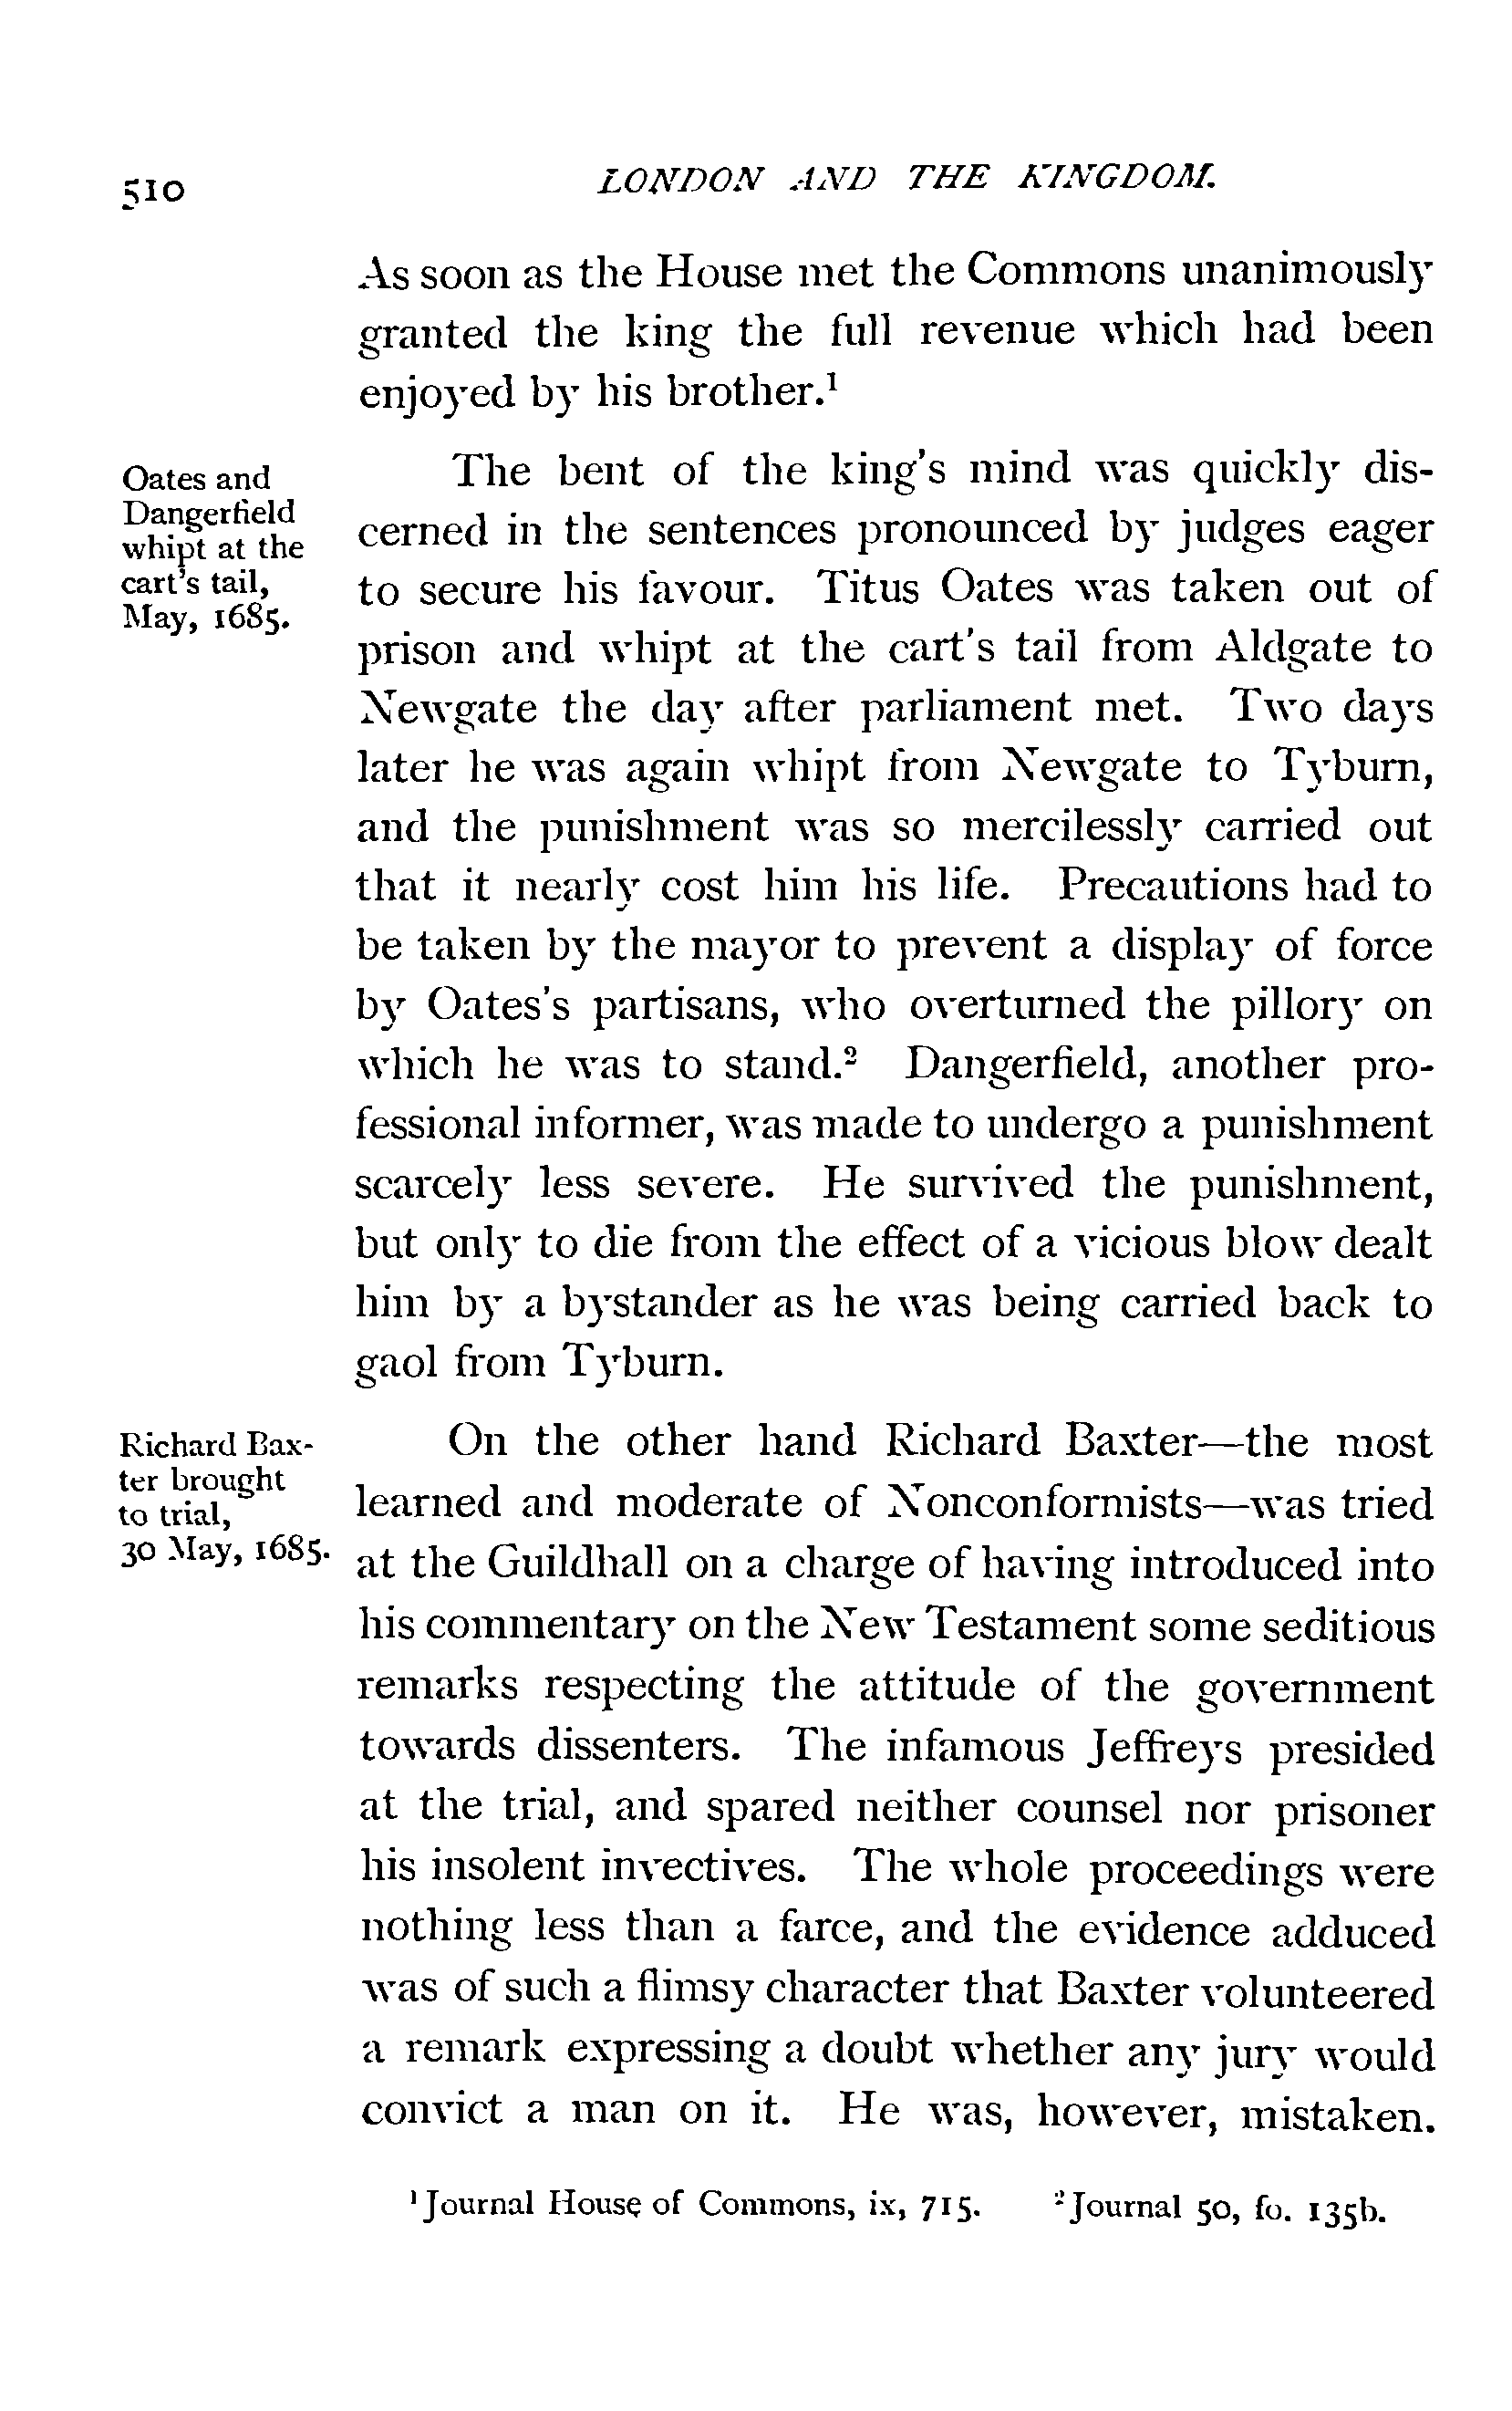 510
LONDON AND THE KINGDOM.
As soon as the House met the Commons unanimously
granted the king the full revenue which had been
enjoyed by his brother.¹
Oates and
Dangerfield
whipt at the
cart's tail,
May, 1685.
The bent of the king's mind was quickly dis-
cerned in the sentences pronounced by judges eager
to secure his favour. Titus Oates was taken out of
prison and whipt at the cart's tail from Aldgate to
Newgate the day after parliament met. Two days
later he was again whipt from Newgate to Tyburn,
and the punishment was so mercilessly carried out
that it nearly cost him his life. Precautions had to
be taken by the mayor to prevent a display of force
by Oates's partisans, who overturned the pillory on
which he was to stand.² Dangerfield, another pro-
fessional informer, was made to undergo a punishment
scarcely less severe. He survived the punishment,
but only to die from the effect of a vicious blow dealt
him by a bystander as he was being carried back to
gaol from Tyburn.
Richard Bax-
ter brought
to trial,
30 May, 1685.
On the other hand Richard Baxter—the most
learned and moderate of Nonconformists—was tried
at the Guildhall on a charge of having introduced into
his commentary on the New Testament some seditious
remarks respecting the attitude of the government
towards dissenters. The infamous Jeffreys presided
at the trial, and spared neither counsel nor prisoner
his insolent invectives. The whole proceedings were
nothing less than a farce, and the evidence adduced
was of such a flimsy character that Baxter volunteered
a remark expressing a doubt whether any jury would
convict a man on it. He was, however, mistaken.
¹Journal House of Commons, ix, 715. ²Journal 50, fo. 135b.